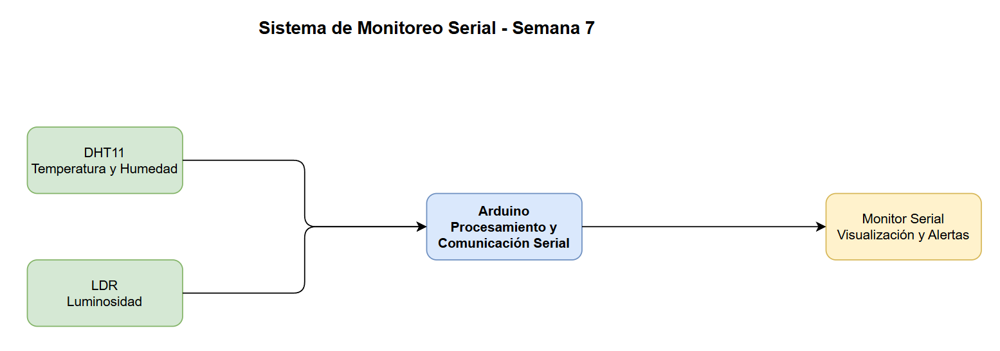 Sistema de Monitoreo Serial - Semana 7
DHT11
Temperatura y Humedad
LDR
Luminosidad
Arduino
Procesamiento y
Comunicación Serial
Monitor Serial
Visualización y Alertas